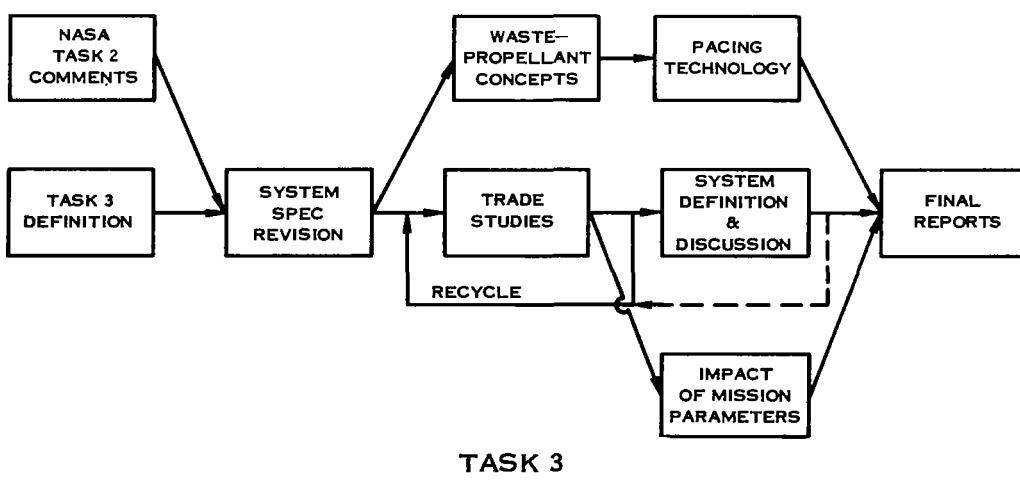 NASA
TASK 2
COMMENTS
WASTE—
PROPELLANT
CONCEPTS
PACING
TECHNOLOGY
TASK 3
DEFINITION
SYSTEM
SPEC
REVISION
TRADE
STUDIES
SYSTEM
DEFINITION
&
DISCUSSION
FINAL
REPORTS
RECYCLE
IMPACT
OF MISSION
PARAMETERS
TASK 3